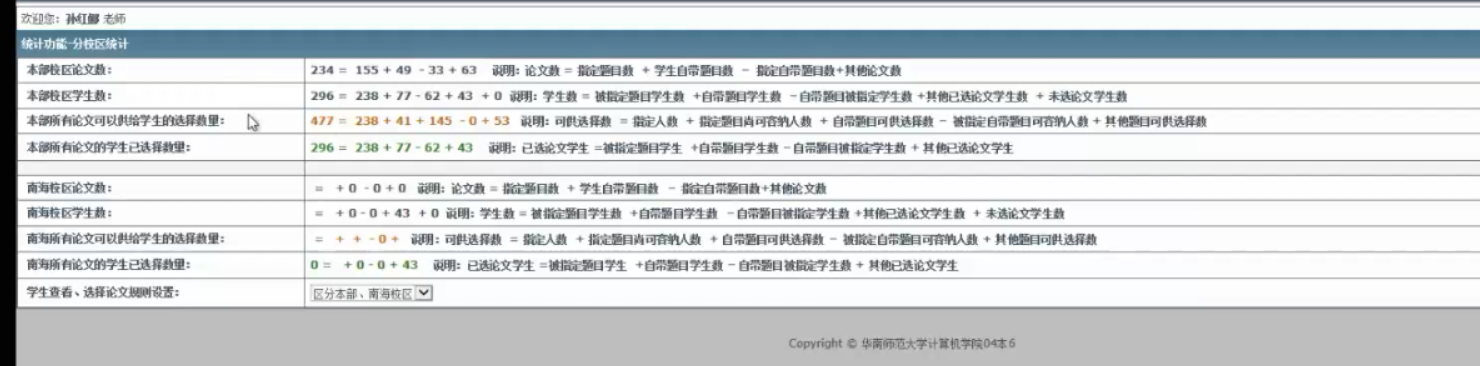 欢迎您: 孙红 老师
统计功能-分校区统计
本部校区论文数: 234 = 155 + 49 - 33 + 63 说明: 论文数 = 指定题目数 + 学生自带题目数 - 指定自带题目数+其他论文数
本部校区学生数: 296 = 238 + 77 - 62 + 43 + 0 说明: 学生数 = 被指定题目学生数 +自带题目学生数 -自带题目被指定学生数 +其他已选论文学生数 + 未选论文学生数
本部所有论文可以供给学生的选择数量: 477 = 238 + 41 + 145 - 0 + 53 说明: 可供选择数 = 指定人数 + 指定题目尚可容纳人数 + 自带题目可供选择数 - 被指定自带题目可容纳人数 + 其他题目可供选择数
本部所有论文的学生已选择数量: 296 = 238 + 77 - 62 + 43 说明: 已选论文学生 =被指定题目学生 +自带题目学生数 - 自带题目被指定学生数 + 其他已选论文学生
南海校区论文数: = + 0 - 0 + 0 说明: 论文数 = 指定题目数 + 学生自带题目数 - 指定自带题目数+其他论文数
南海校区学生数: = + 0 - 0 + 43 + 0 说明: 学生数 = 被指定题目学生数 +自带题目学生数 -自带题目被指定学生数 +其他已选论文学生数 + 未选论文学生数
南海所有论文可以供给学生的选择数量: = + + - 0 + 说明: 可供选择数 = 指定人数 + 指定题目尚可容纳人数 + 自带题目可供选择数 - 被指定自带题目可容纳人数 + 其他题目可供选择数
南海所有论文的学生已选择数量: 0 = + 0 - 0 + 43 说明: 已选论文学生 =被指定题目学生 +自带题目学生数 - 自带题目被指定学生数 + 其他已选论文学生
学生查看、选择论文规则设置: 区分本部、南海校区
Copyright © 华南师范大学计算机学院04本6